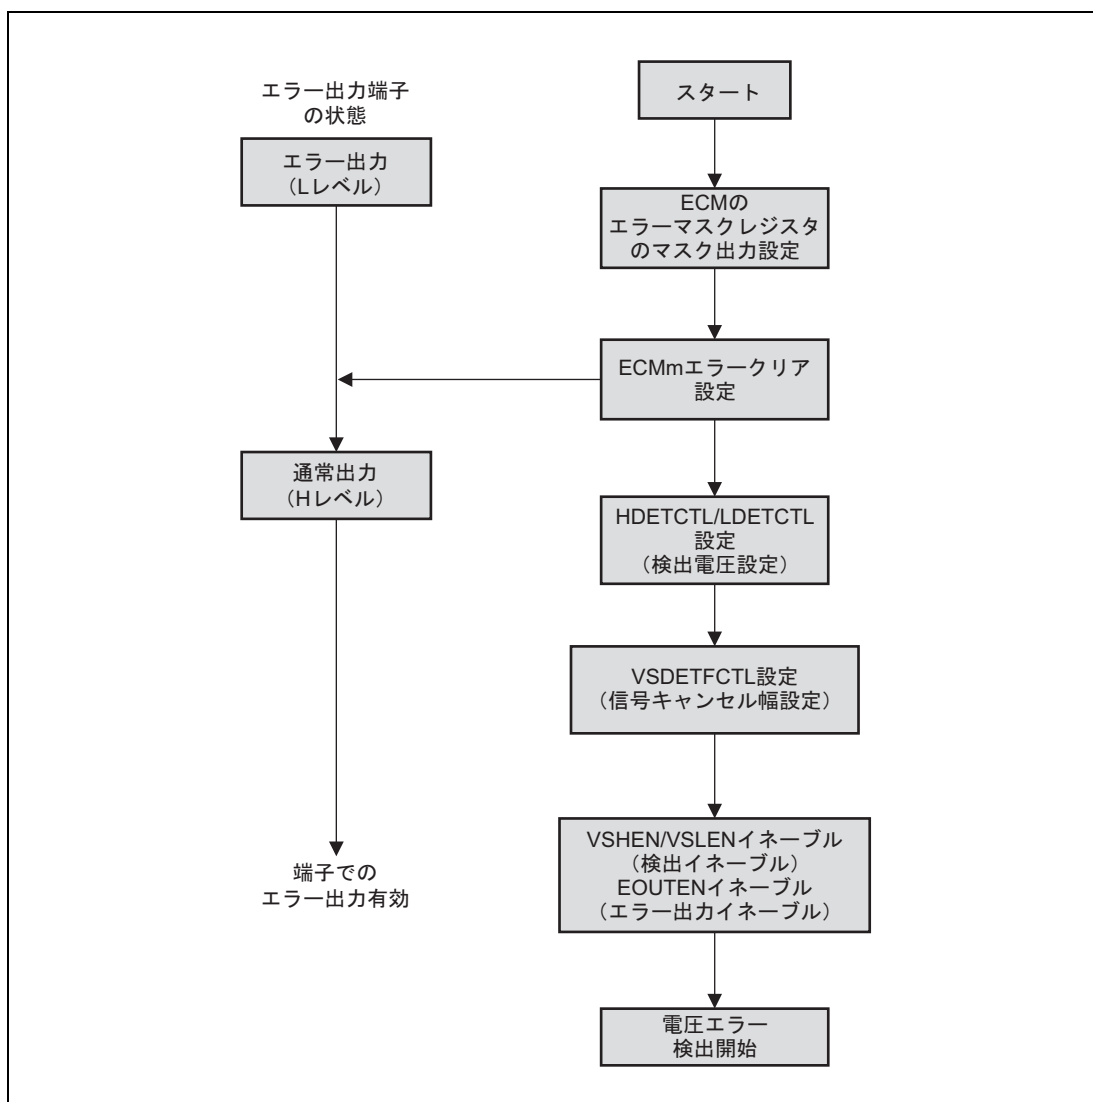 エラー出力端子
の状態
エラー出力
（Lレベル）
通常出力
（Hレベル）
端子での
エラー出力有効
スタート
ECMの
エラーマスクレジスタ
のマスク出力設定
ECMmエラークリア
設定
HDETCTL/LDETCTL
設定
（検出電圧設定）
VSDETFCTL設定
（信号キャンセル幅設定）
VSHEN/VSLENイネーブル
（検出イネーブル）
EOUTENイネーブル
（エラー出力イネーブル）
電圧エラー
検出開始